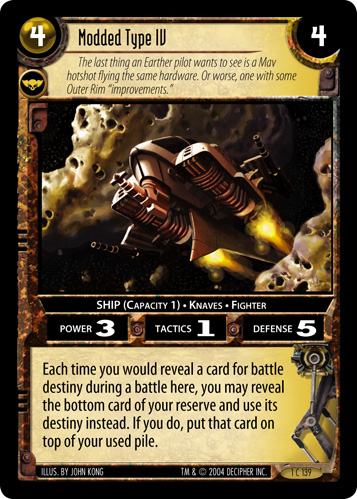 4 Modded Type IV 4
The last thing an Earther pilot wants to see is a Mav
hotshot flying the same hardware. Or worse, one with some
Outer Rim “improvements.”
SHIP (CAPACITY 1) • KNAVES • FIGHTER
POWER 3 TACTICS 1 DEFENSE 5
Each time you would reveal a card for battle
destiny during a battle here, you may reveal
the bottom card of your reserve and use its
destiny instead. If you do, put that card on
top of your used pile.
ILLUS. BY JOHN KONG TM & © 2004 DECIPHER INC. 1 C 139